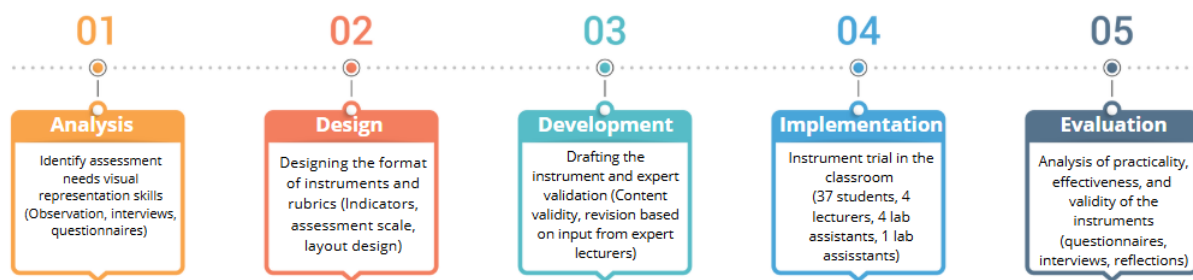 01
Analysis
Identify assessment
needs visual
representation skills
(Observation, interviews,
questionnaires)
02
Design
Designing the format
of instruments and
rubrics (Indicators,
assessment scale,
layout design)
03
Development
Drafting the
instrument and expert
validation (Content
validity, revision based
on input from expert
lecturers)
04
Implementation
Instrument trial in the
classroom
(37 students, 4
lecturers, 4 lab
assistants, 1 lab
assisstants)
05
Evaluation
Analysis of practicality,
effectiveness, and
validity of the
instruments
(questionnaires,
interviews, reflections)